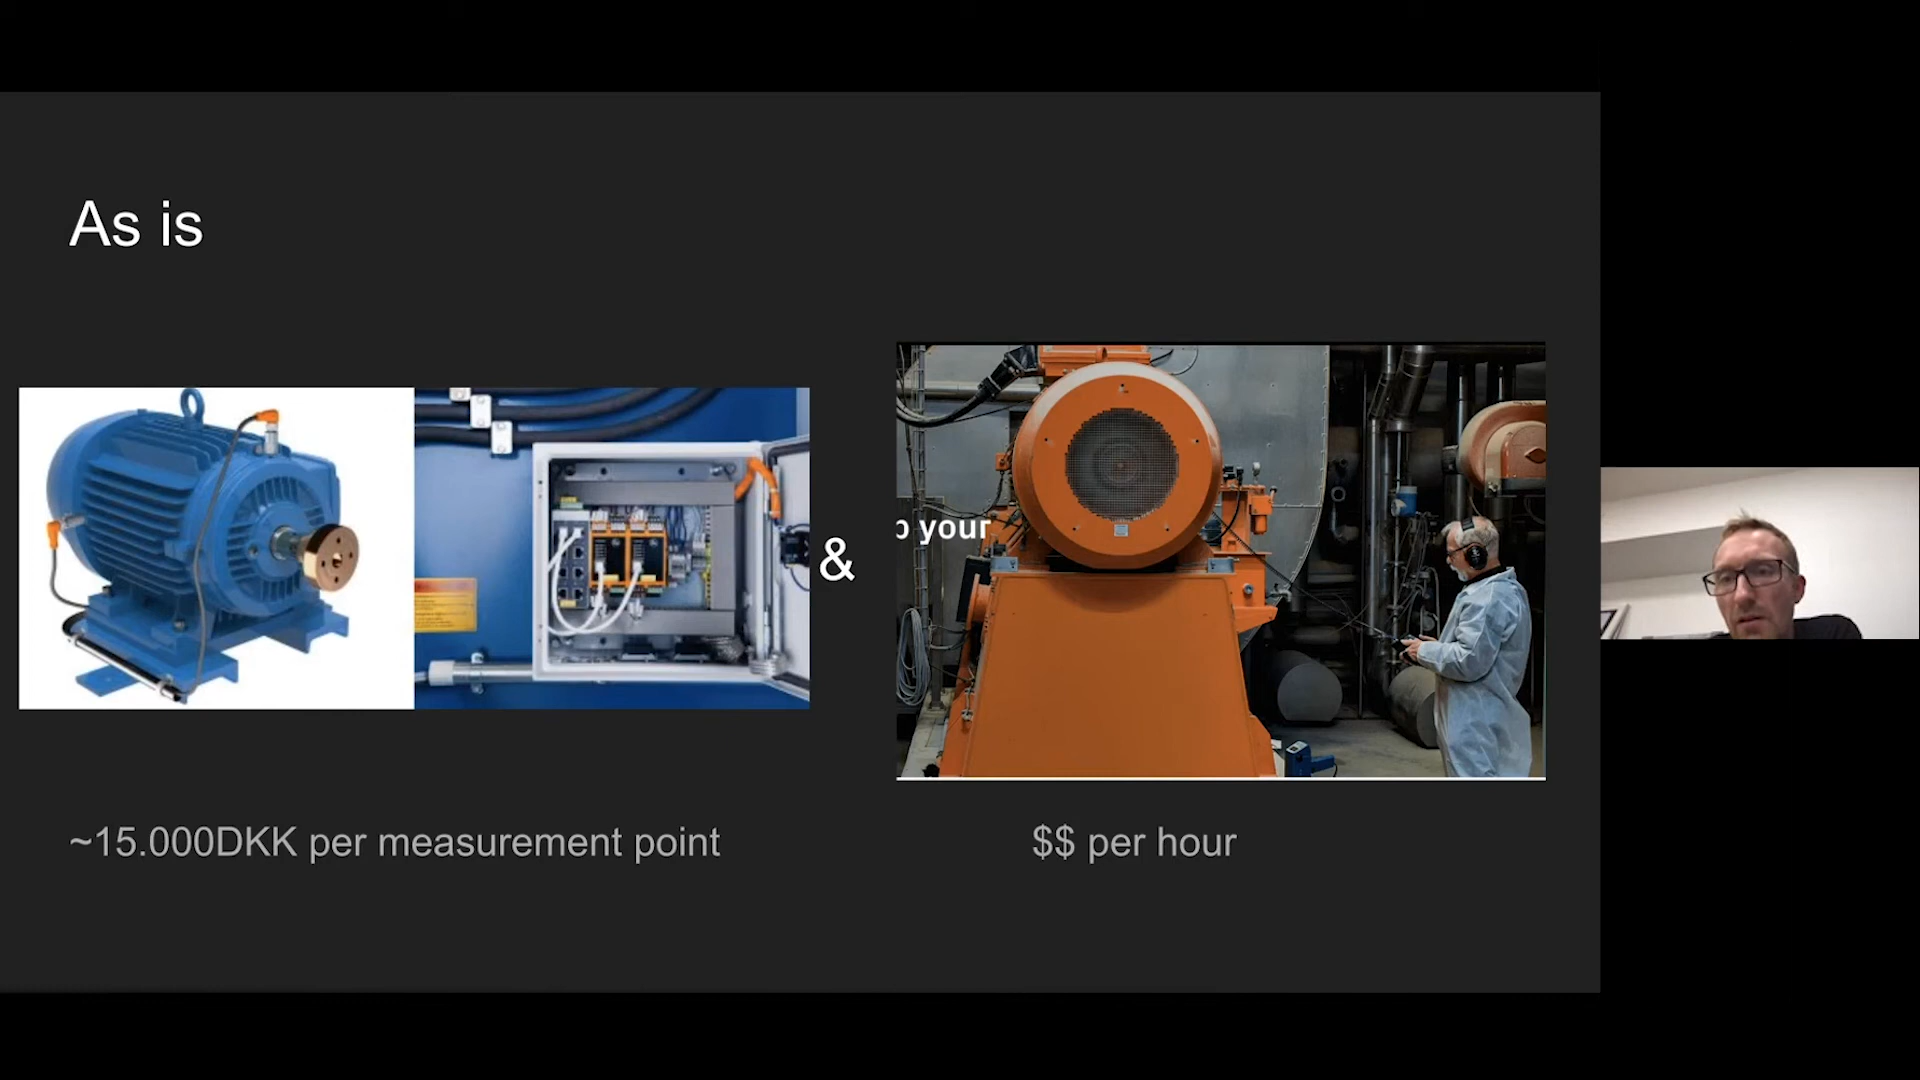 As is
p your
&
~15.000DKK per measurement point
$$ per hour